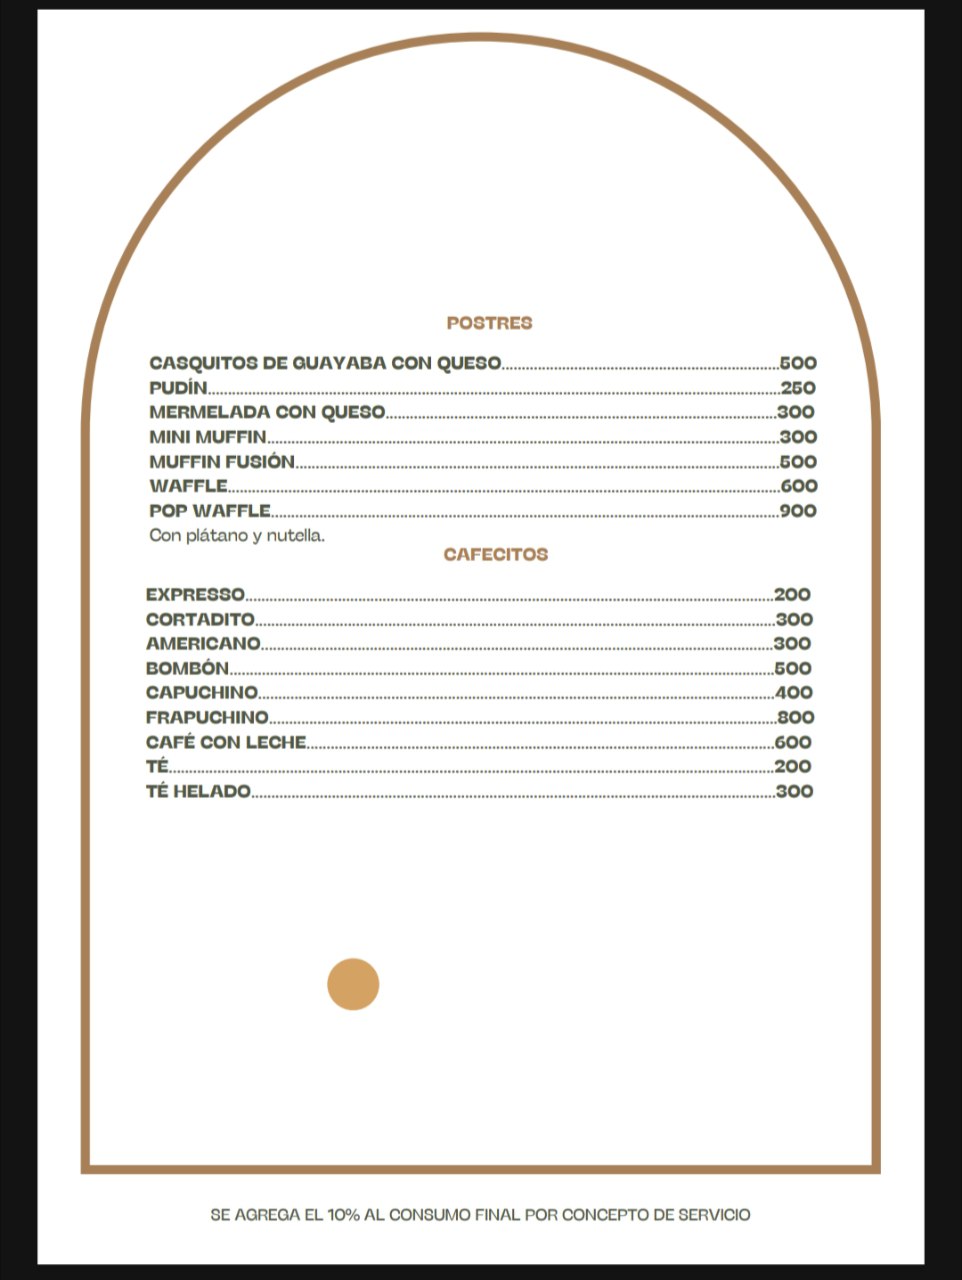 POSTRES
CASQUITOS DE GUAYABA CON QUESO........500
PUDÍN........250
MERMELADA CON QUESO........300
MINI MUFFIN........300
MUFFIN FUSIÓN........500
WAFFLE........600
POP WAFFLE........900
Con plátano y nutella.
CAFECITOS
EXPRESSO........200
CORTADITO........300
AMERICANO........300
BOMBÓN........500
CAPUCHINO........400
FRAPUCHINO........800
CAFÉ CON LECHE........600
TÉ........200
TÉ HELADO........300
SE AGREGA EL 10% AL CONSUMO FINAL POR CONCEPTO DE SERVICIO